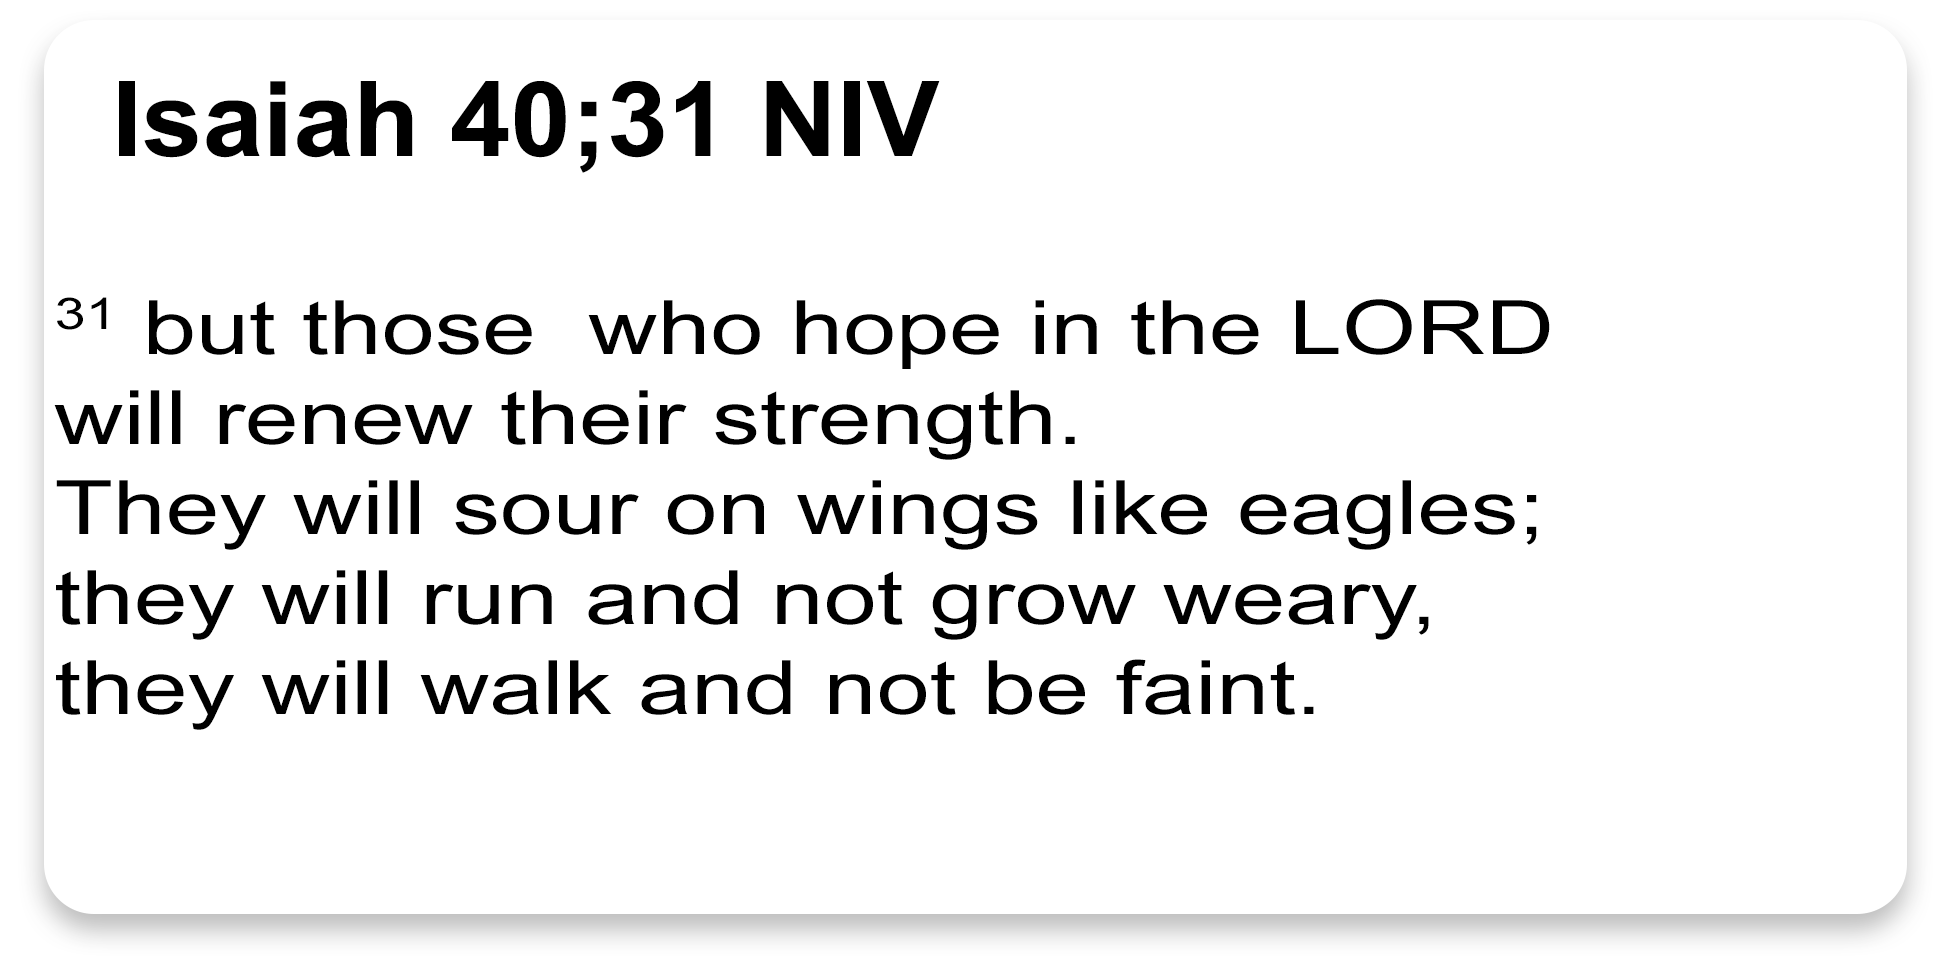 Isaiah 40;31 NIV
31 but those  who hope in the LORD
will renew their strength.
They will sour on wings like eagles;
they will run and not grow weary,
they will walk and not be faint.